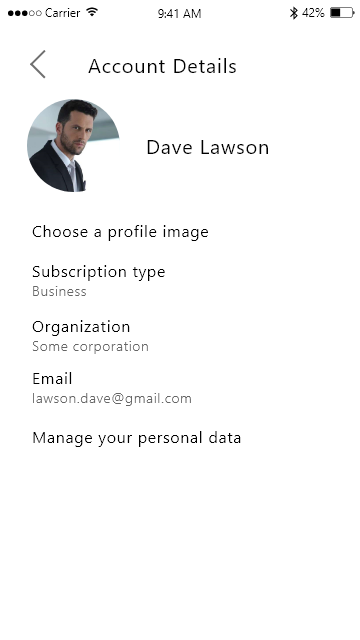 Carrier 9:41 AM 42%
Account Details
Dave Lawson
Choose a profile image
Subscription type
Business
Organization
Some corporation
Email
lawson.dave@gmail.com
Manage your personal data